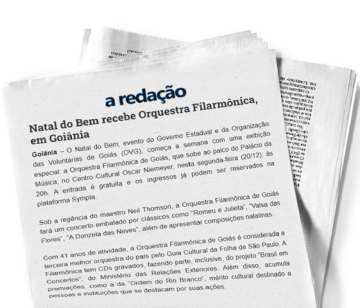 a redação
Natal do Bem recebe Orquestra Filarmônica,
em Goiânia
Goiânia – O Natal do Bem, evento do Governo Estadual e da Organização
das Voluntárias de Goiás (OVG), começa a semana com uma exibição
especial: a Orquestra Filarmônica de Goiás, que sobe ao palco do Palácio da
Música, no Centro Cultural Oscar Niemeyer, nesta segunda-feira (20/12), às
20h. A entrada é gratuita e os ingressos já podem ser reservados na
plataforma Sympla.
Sob a regência do maestro Neil Thomson, a Orquestra Filarmônica de Goiás
fará um concerto embalado por clássicos como "Romeu e Julieta", "Valsa das
Flores", "A Donzela das Neves", além de apresentar composições natalinas.
Com 41 anos de atividade, a Orquestra Filarmônica de Goiás é considerada a
terceira melhor orquestra do país pelo Guia Cultural da Folha de São Paulo. A
Filarmônica tem CDs gravados, fazendo parte, inclusive, do projeto "Brasil em
Concertos", do Ministério das Relações Exteriores. Além disso, acumula
premiações, como a da "Ordem do Rio Branco", mérito cultural destinado a
pessoas e instituições que se destacam por suas ações.